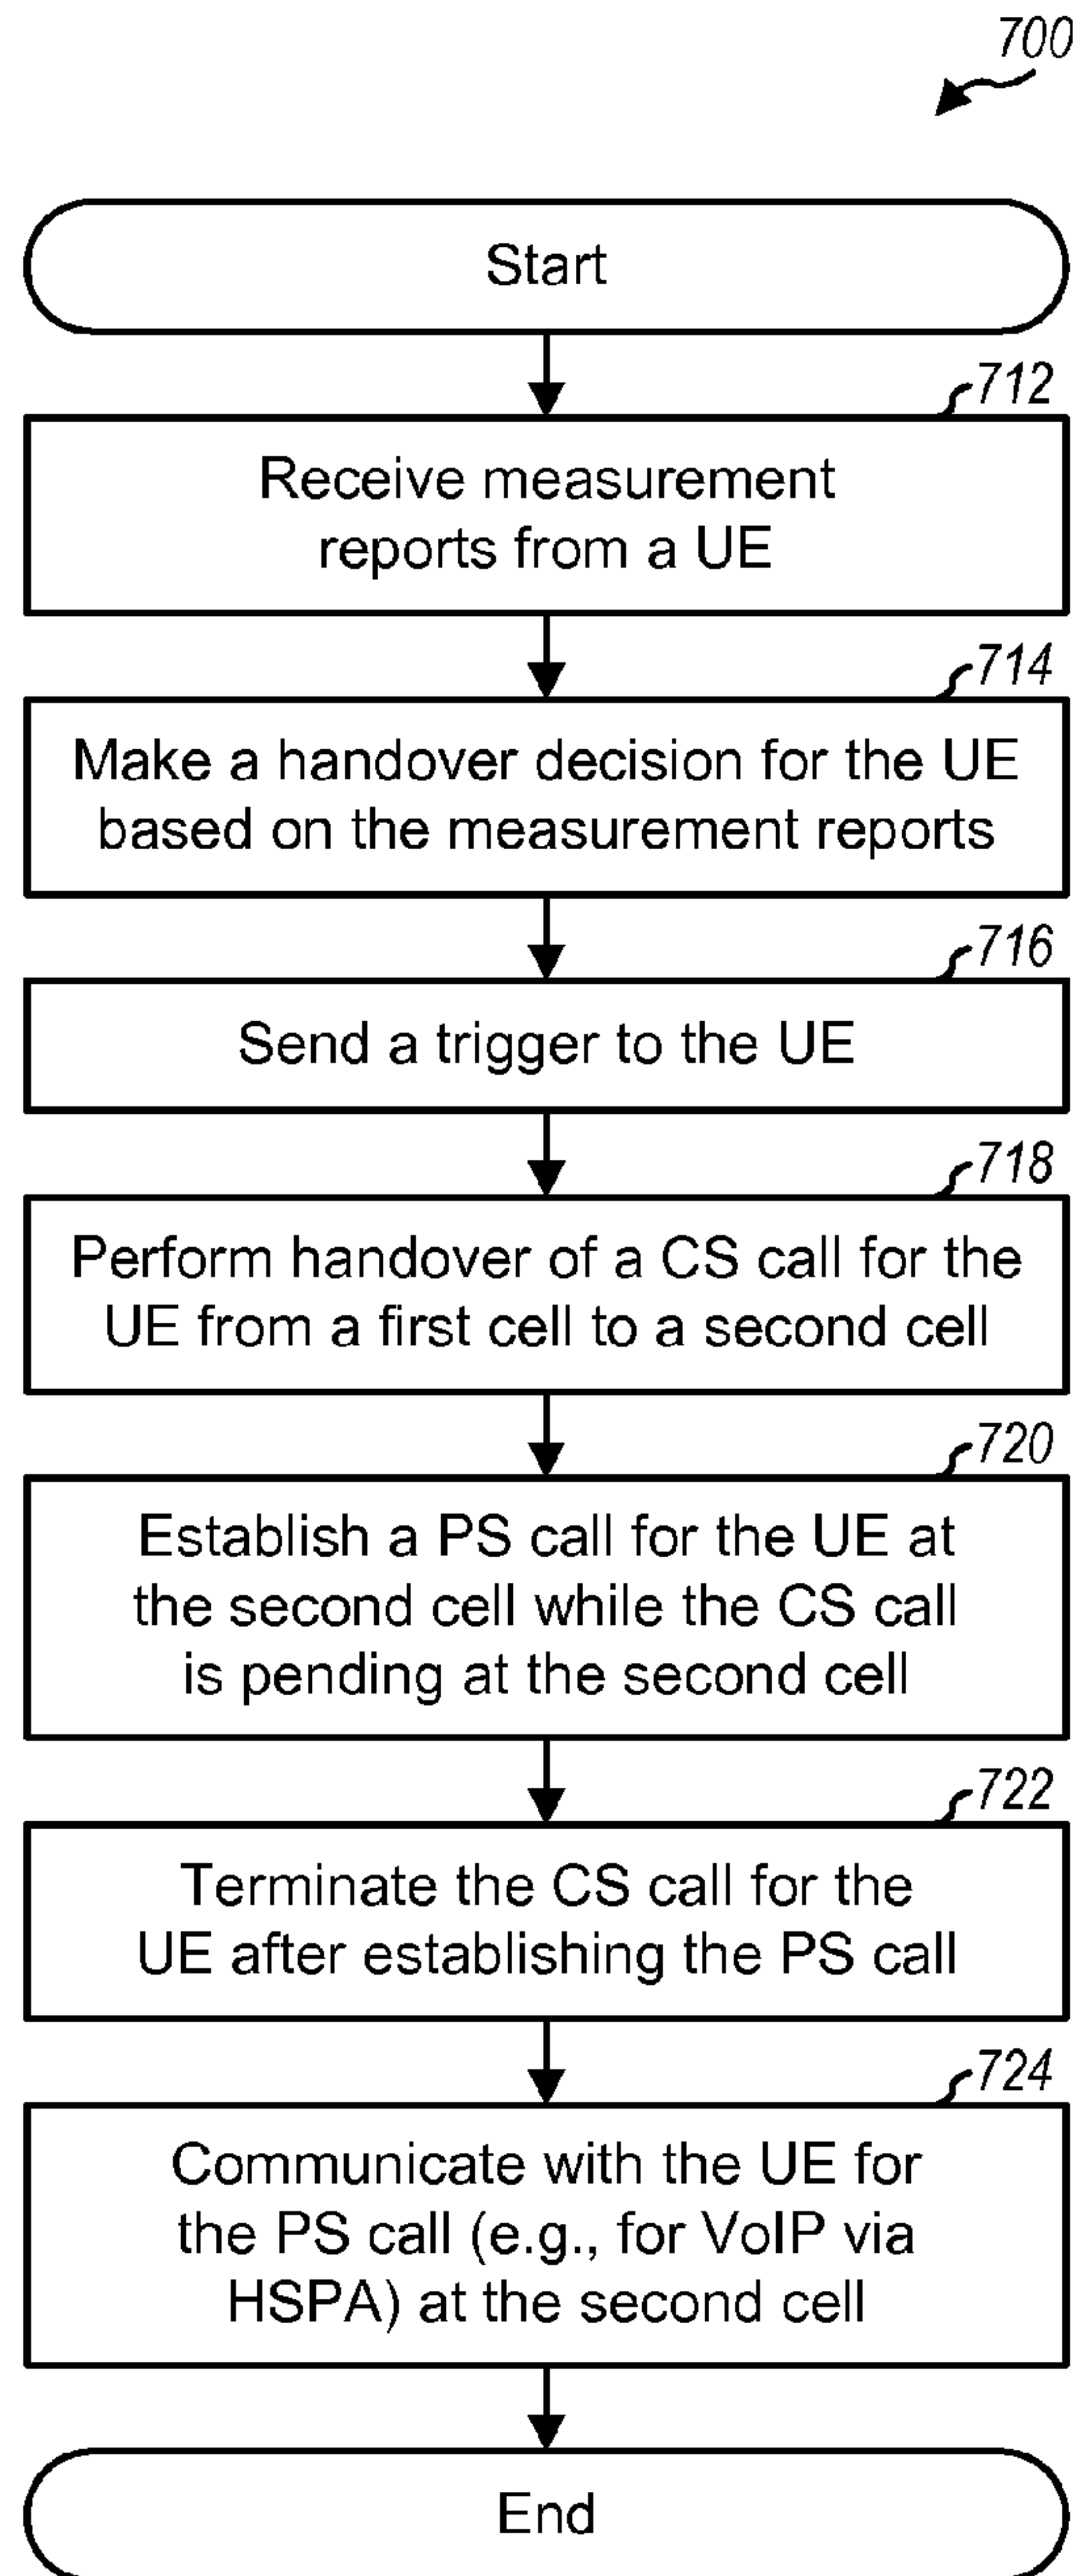 700
Start
712
Receive measurement
reports from a UE
714
Make a handover decision for the UE
based on the measurement reports
716
Send a trigger to the UE
718
Perform handover of a CS call for the
UE from a first cell to a second cell
720
Establish a PS call for the UE at
the second cell while the CS call
is pending at the second cell
722
Terminate the CS call for the
UE after establishing the PS call
724
Communicate with the UE for
the PS call (e.g., for VoIP via
HSPA) at the second cell
End